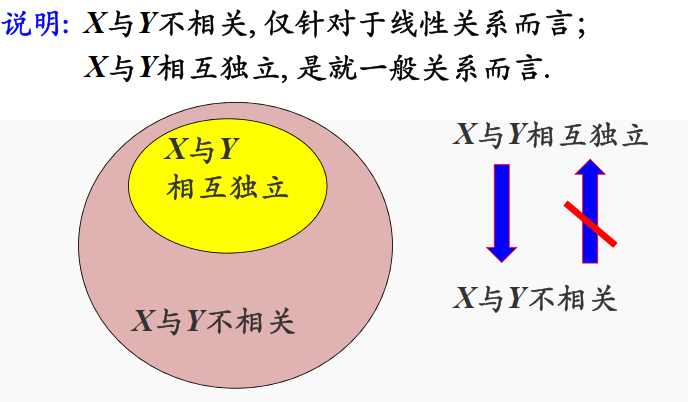 说明: X与Y不相关, 仅针对于线性关系而言;
X与Y相互独立, 是就一般关系而言.
X与Y
相互独立
X与Y不相关
X与Y相互独立
X与Y不相关